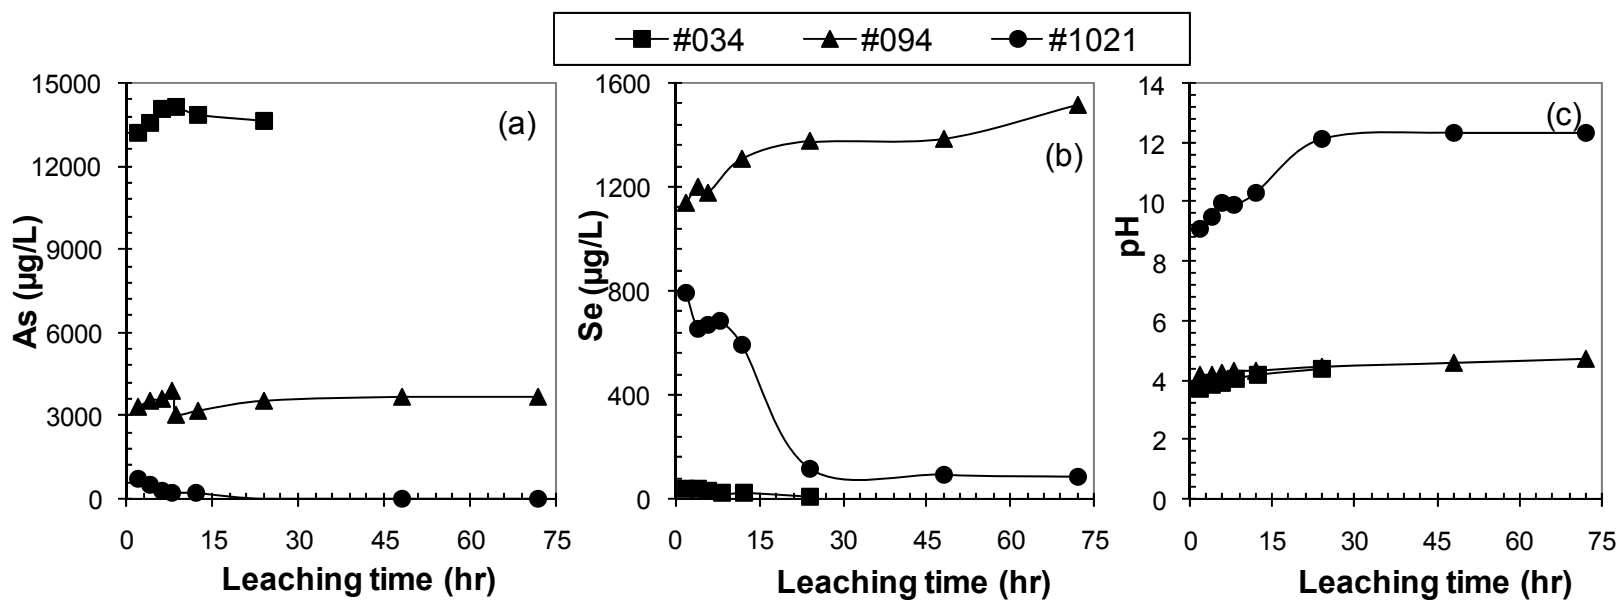 #034 #094 #1021
15000
12000
9000
6000
3000
0
As (µg/L)
(a)
0 15 30 45 60 75
Leaching time (hr)
1600
1200
800
400
0
Se (µg/L)
(b)
0 15 30 45 60 75
Leaching time (hr)
14
12
10
8
6
4
2
0
pH
(c)
0 15 30 45 60 75
Leaching time (hr)